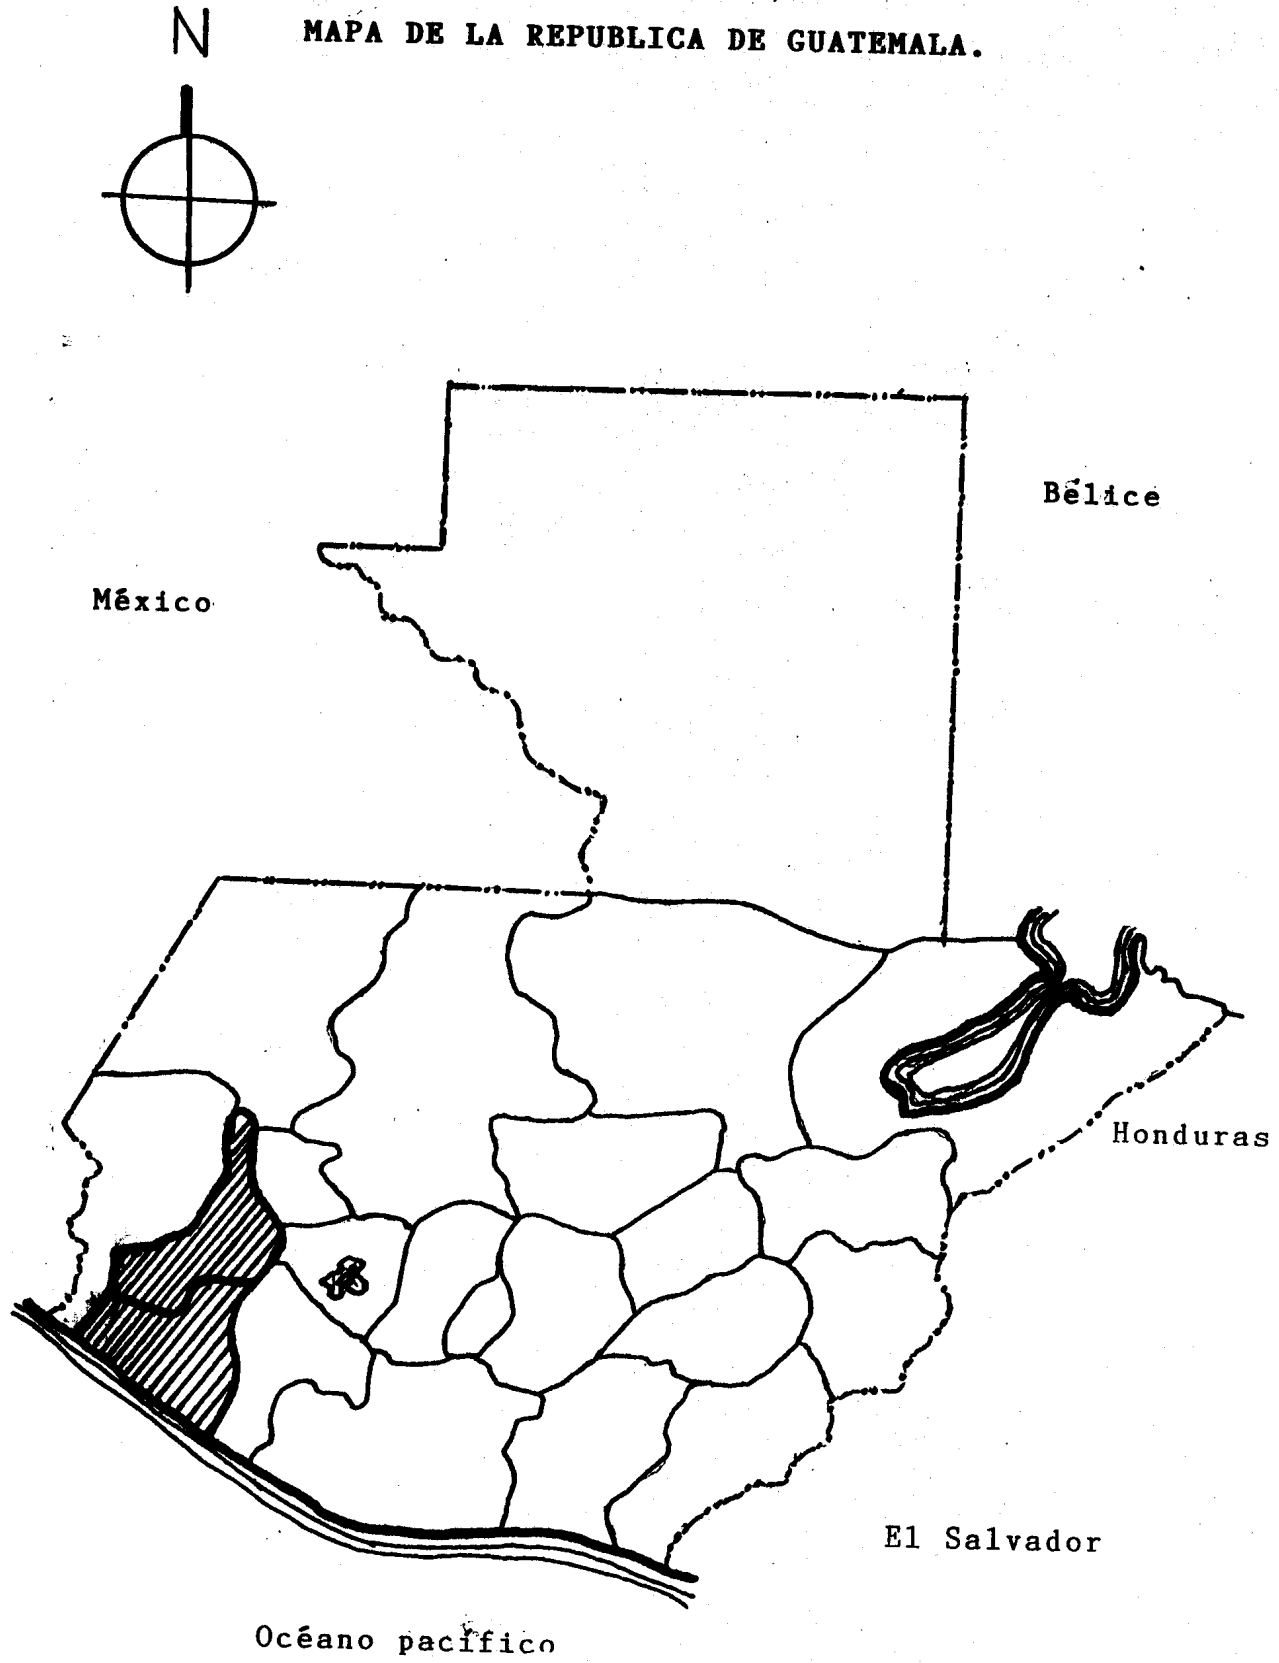 N
MAPA DE LA REPUBLICA DE GUATEMALA.
Bélice
México
Honduras
El Salvador
Océano pacífico